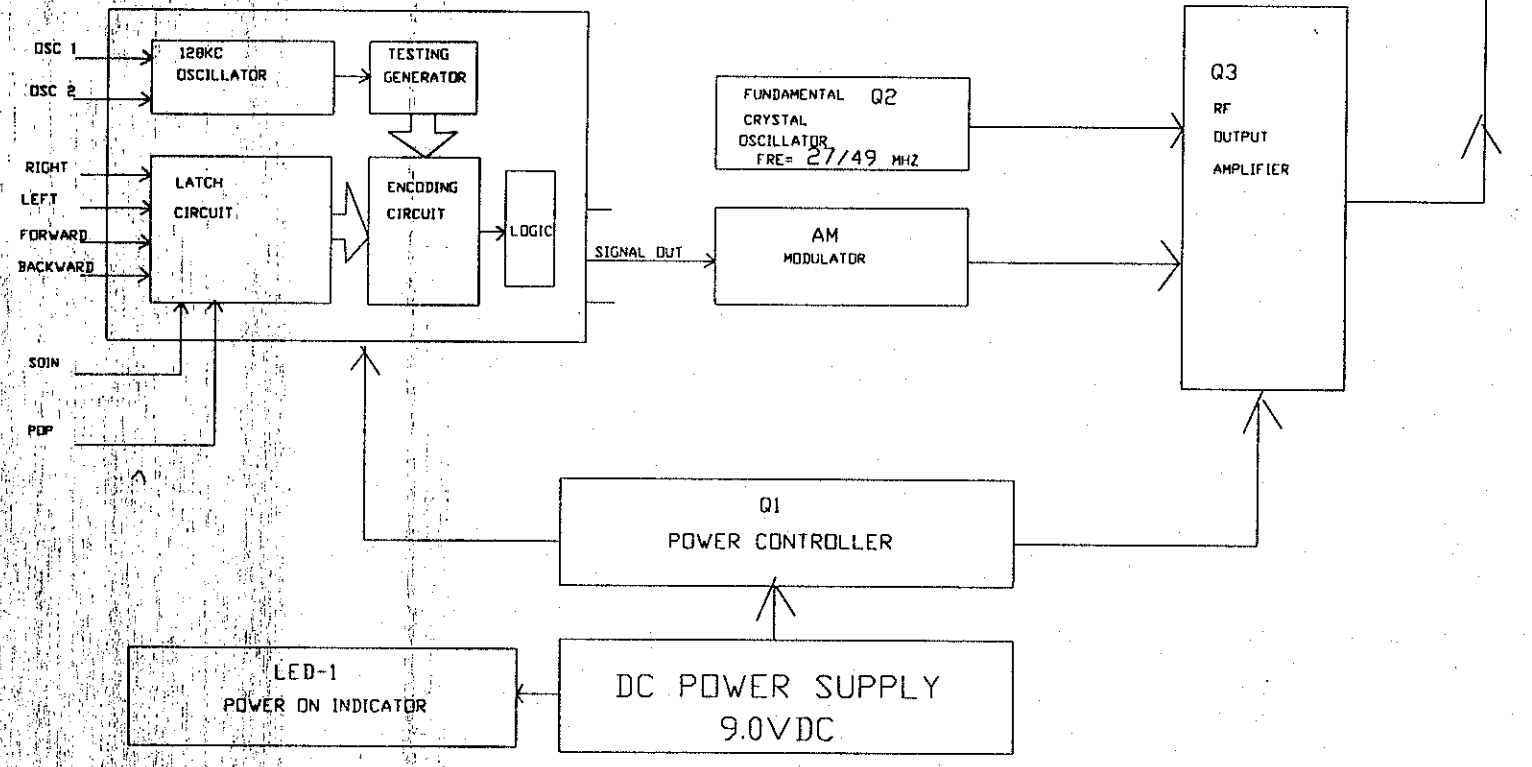 OSC 1
OSC 2
RIGHT
LEFT
FORWARD
BACKWARD
SOIN
POP
128KC
OSCILLATOR
TESTING
GENERATOR
LATCH
CIRCUIT
ENCODING
CIRCUIT
LOGIC
SIGNAL OUT
FUNDAMENTAL Q2
CRYSTAL
OSCILLATOR
FRE= 27/49 MHZ
AM
MODULATOR
Q3
RF
OUTPUT
AMPLIFIER
Q1
POWER CONTROLLER
LED-1
POWER ON INDICATOR
DC POWER SUPPLY
9.0VDC